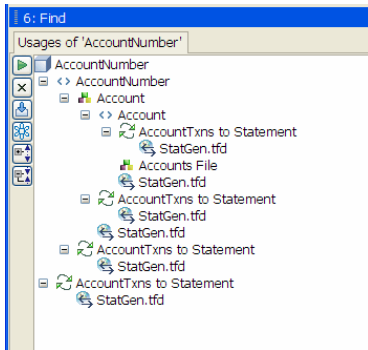 6: Find
Usages of 'AccountNumber'
AccountNumber
AccountNumber
Account
Account
AccountTxns to Statement
StatGen.tfd
Accounts File
StatGen.tfd
AccountTxns to Statement
StatGen.tfd
StatGen.tfd
AccountTxns to Statement
StatGen.tfd
AccountTxns to Statement
StatGen.tfd